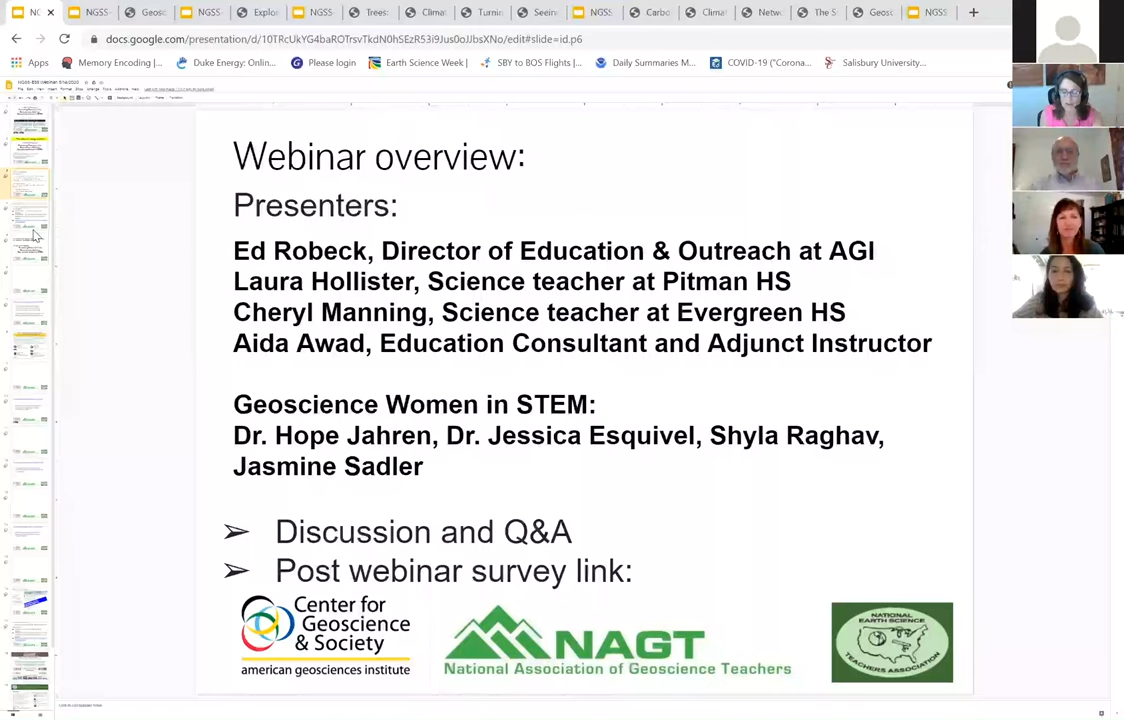 NGSS-
Geosc
NGSS
Explor
NGSS
Trees:
Climat
Turnin
Seein
NGSS
Carbo
Climat
Netw
The S
Geosc
NGSS
docs.google.com/presentation/d/10TRcUkYG4baROTrsvTkdN0hSEzR53i9Jus0oJJbsXNo/edit#slide=id.p6
Apps
Memory Encoding |...
Duke Energy: Onlin...
Please login
Earth Science Week |...
SBY to BOS Flights |...
Daily Summaries M...
COVID-19 ("Corona...
Salisbury University...
Webinar overview:
Presenters:
Ed Robeck, Director of Education & Outreach at AGI
Laura Hollister, Science teacher at Pitman HS
Cheryl Manning, Science teacher at Evergreen HS
Aida Awad, Education Consultant and Adjunct Instructor
Geoscience Women in STEM:
Dr. Hope Jahren, Dr. Jessica Esquivel, Shyla Raghav,
Jasmine Sadler
➢ Discussion and Q&A
➢ Post webinar survey link:
Center for
Geoscience
& Society
american geosciences institute
NAGT
National Association of Geoscience Teachers
NATIONAL
EARTH SCIENCE
TEACHERS ASSOCIATION